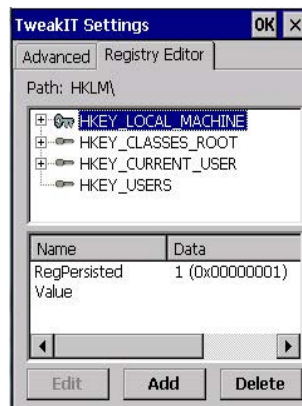 TweakIT Settings OK ×
Advanced Registry Editor
Path: HKLM\
HKEY_LOCAL_MACHINE
HKEY_CLASSES_ROOT
HKEY_CURRENT_USER
HKEY_USERS
Name Data
RegPersisted 1 (0x00000001)
Value
Edit Add Delete